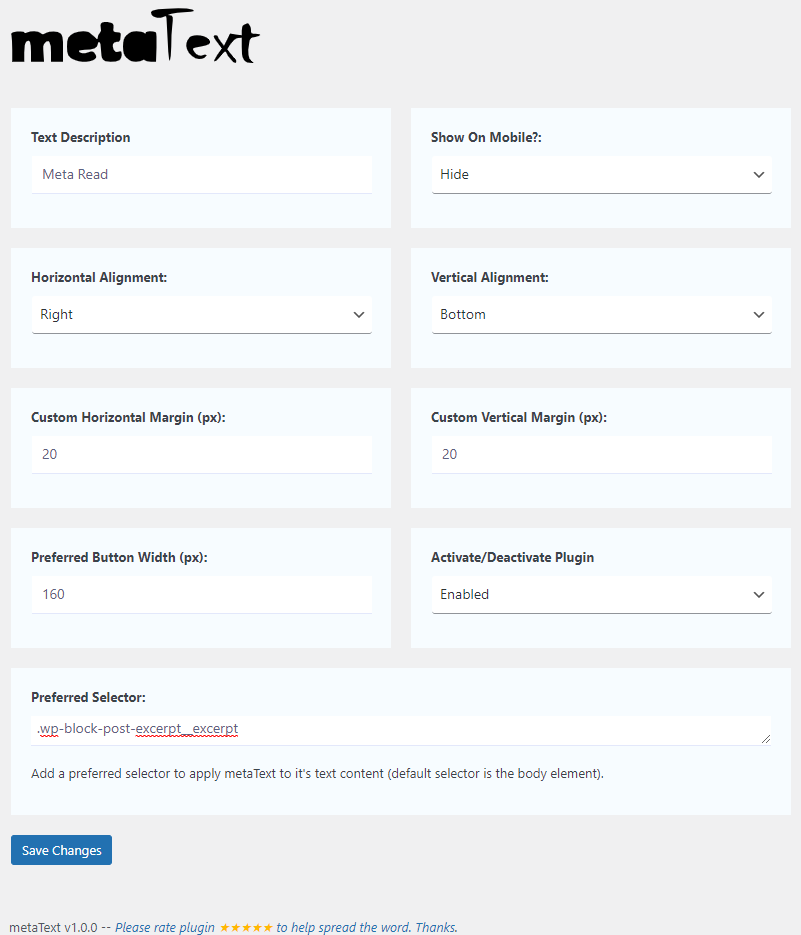 metaText
Text Description
Show On Mobile?:
Meta Read
Hide
Horizontal Alignment:
Vertical Alignment:
Right
Bottom
Custom Horizontal Margin (px):
Custom Vertical Margin (px):
20
20
Preferred Button Width (px):
Activate/Deactivate Plugin
160
Enabled
Preferred Selector:
.wp-block-post-excerpt__excerpt
Add a preferred selector to apply metaText to it's text content (default selector is the body element).
Save Changes
metaText v1.0.0 -- Please rate plugin ★★★★★ to help spread the word. Thanks.